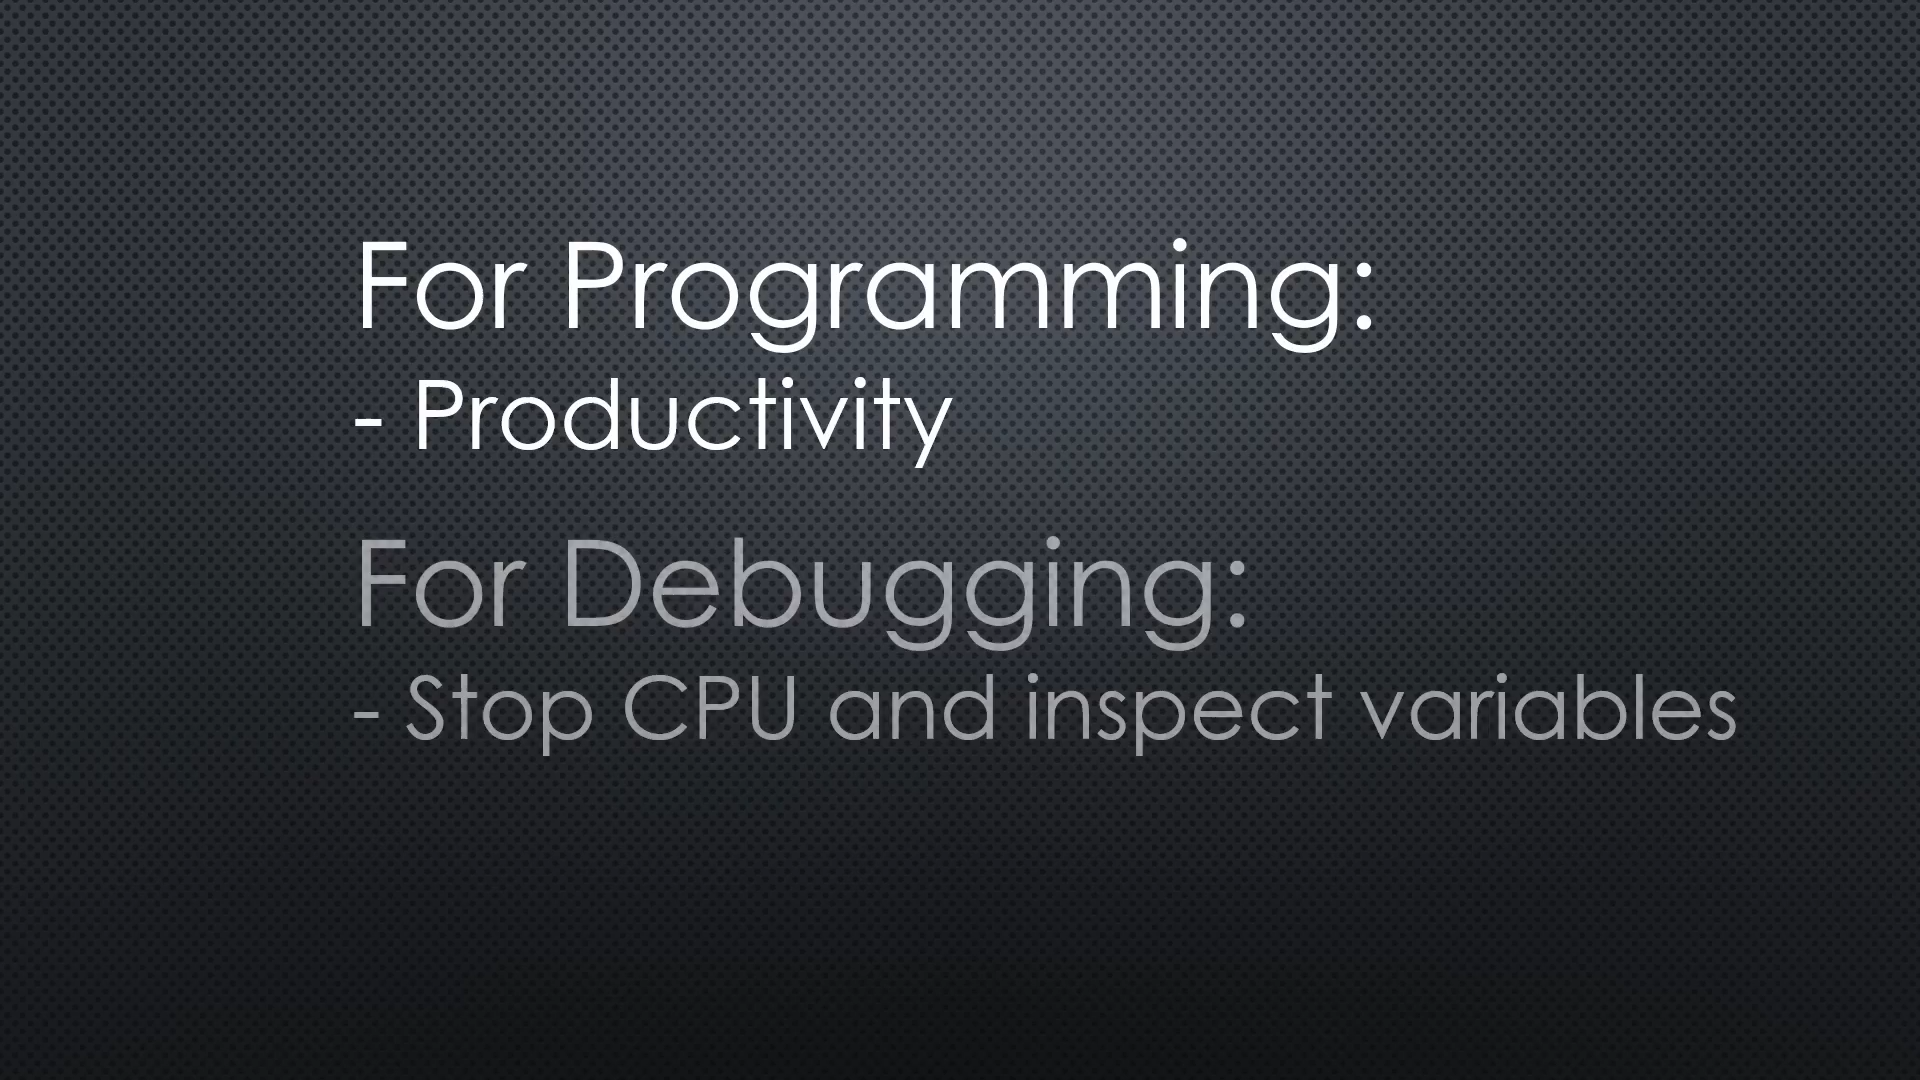 For Programming:
- Productivity
For Debugging:
- Stop CPU and inspect variables